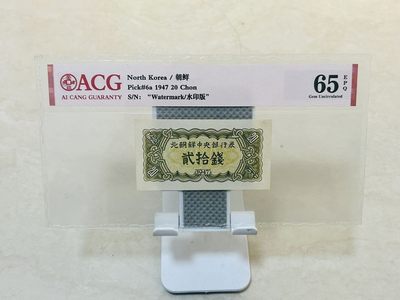 ACG
AI CANG GUARANTY
North Korea / 朝鲜
Pick#6a 1947 20 Chon
S/N: “Watermark/水印版”
65
EPQ
Gem Uncirculated
北朝鮮中央銀行券
貳拾錢
1947